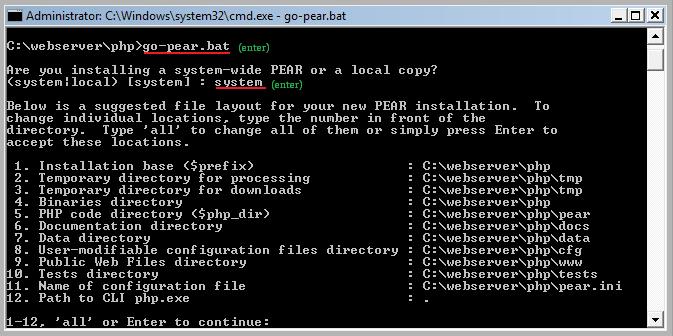 Administrator: C:\Windows\system32\cmd.exe - go-pear.bat
C:\webserver\php>go-pear.bat (enter)
Are you installing a system-wide PEAR or a local copy?
(system|local) [system] : system (enter)
Below is a suggested file layout for your new PEAR installation.  To
change individual locations, type the number in front of the
directory.  Type 'all' to change all of them or simply press Enter to
accept these locations.
1. Installation base ($prefix) : C:\webserver\php
2. Temporary directory for processing : C:\webserver\php\tmp
3. Temporary directory for downloads : C:\webserver\php\tmp
4. Binaries directory : C:\webserver\php
5. PHP code directory ($php_dir) : C:\webserver\php\pear
6. Documentation directory : C:\webserver\php\docs
7. Data directory : C:\webserver\php\data
8. User-modifiable configuration files directory : C:\webserver\php\cfg
9. Public Web Files directory : C:\webserver\php\www
10. Tests directory : C:\webserver\php\tests
11. Name of configuration file : C:\webserver\php\pear.ini
12. Path to CLI php.exe : .
1-12, 'all' or Enter to continue: